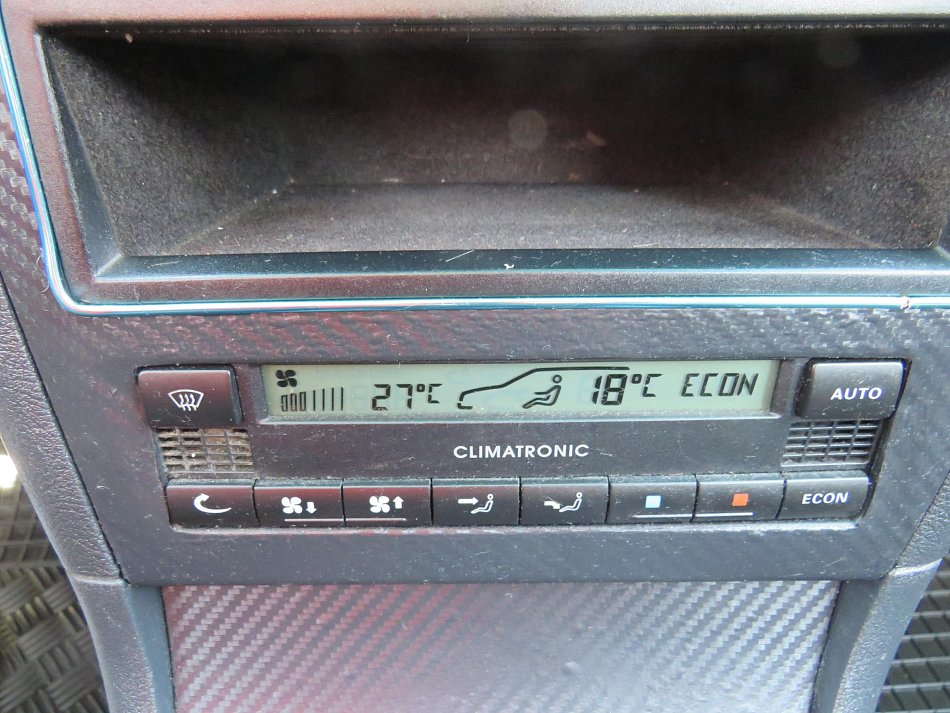 27°C 18°C ECON
AUTO
CLIMATRONIC
ECON